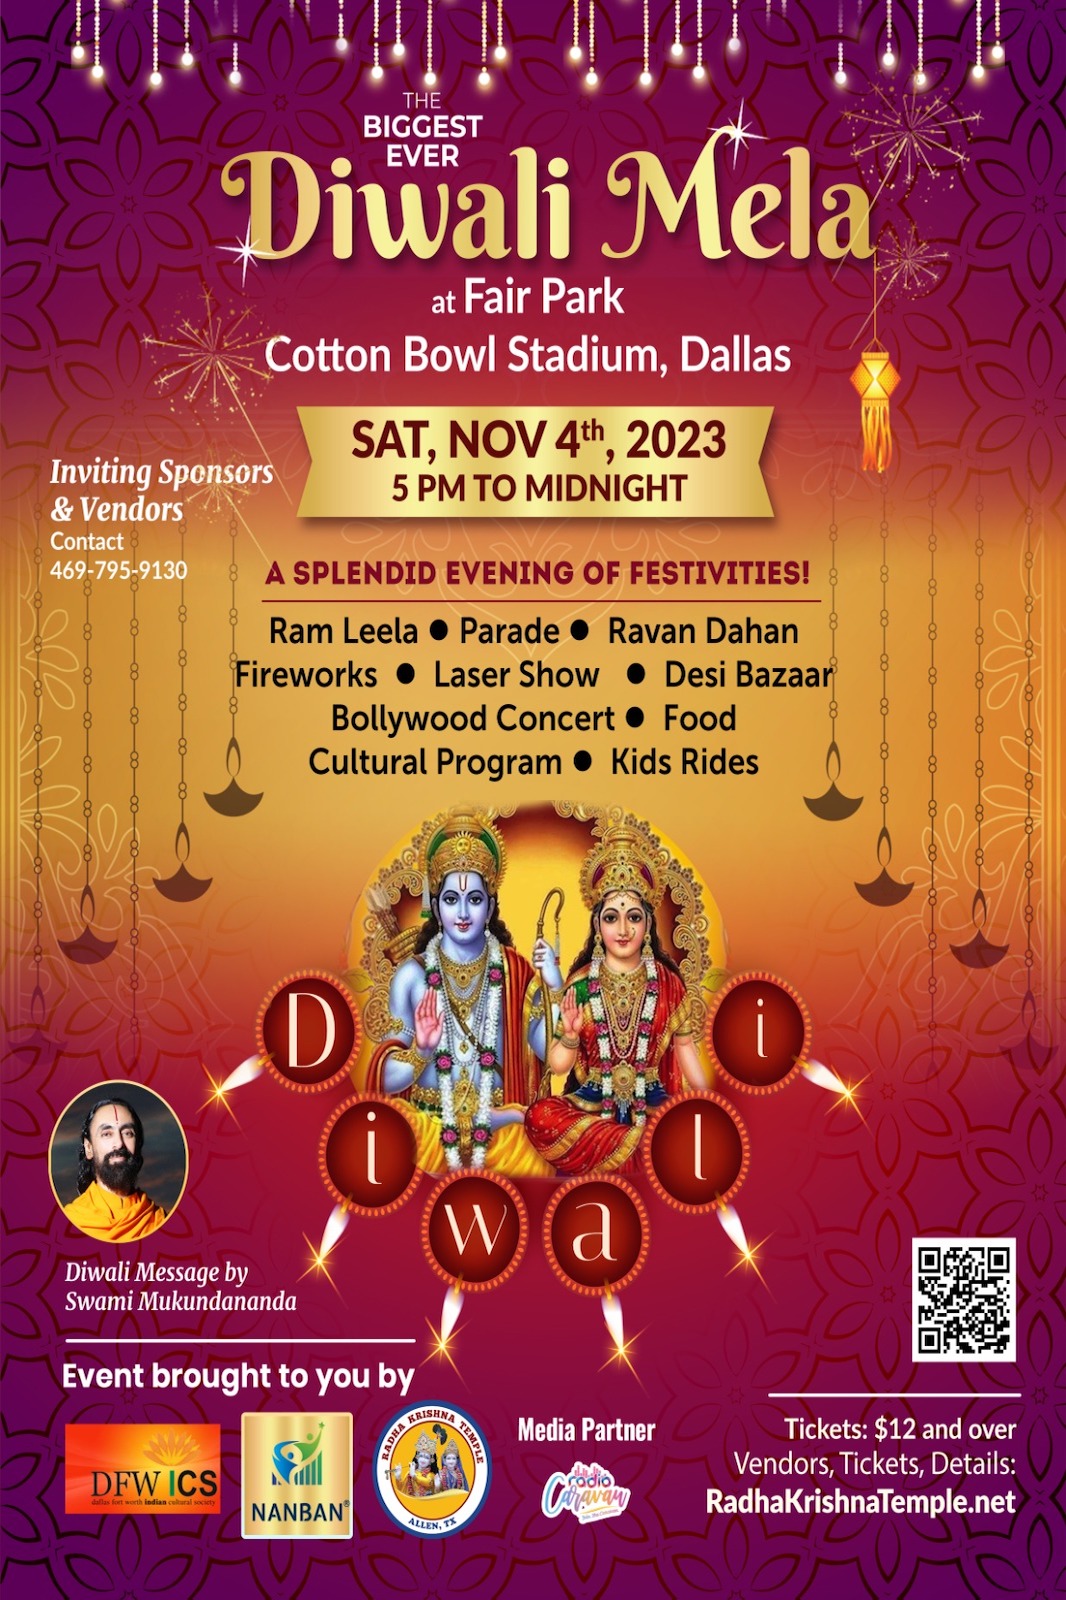 THE
BIGGEST
EVER
Diwali Mela
at Fair Park
Cotton Bowl Stadium, Dallas
SAT, NOV 4th, 2023
5 PM TO MIDNIGHT
Inviting Sponsors
& Vendors
Contact
469-795-9130
A SPLENDID EVENING OF FESTIVITIES!
Ram Leela ● Parade ● Ravan Dahan
Fireworks ● Laser Show ● Desi Bazaar
Bollywood Concert ● Food
Cultural Program ● Kids Rides
Diwali
Diwali Message by
Swami Mukundananda
Event brought to you by
DFW ICS
dallas fort worth indian cultural society
NANBAN®
RADHA KRISHNA TEMPLE
ALLEN, TX
Media Partner
radio
Caravan
Tickets: $12 and over
Vendors, Tickets, Details:
RadhaKrishnaTemple.net